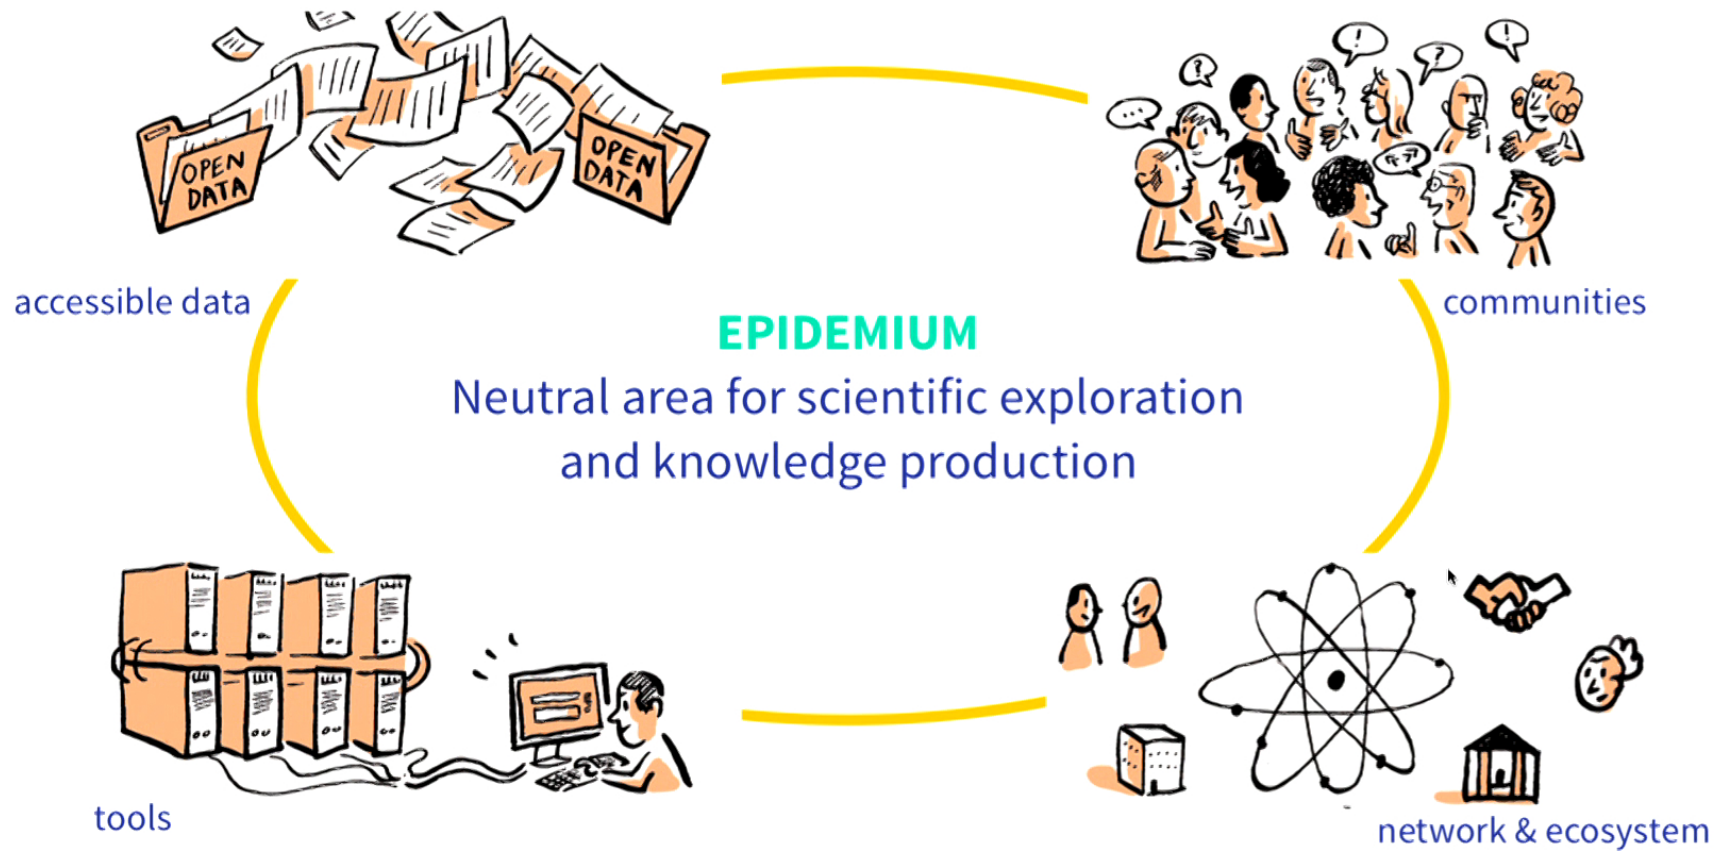 OPEN
DATA
OPEN
DATA
...
?
!
?
!
accessible data
communities
EPIDEMIUM
Neutral area for scientific exploration
and knowledge production
tools
network & ecosystem